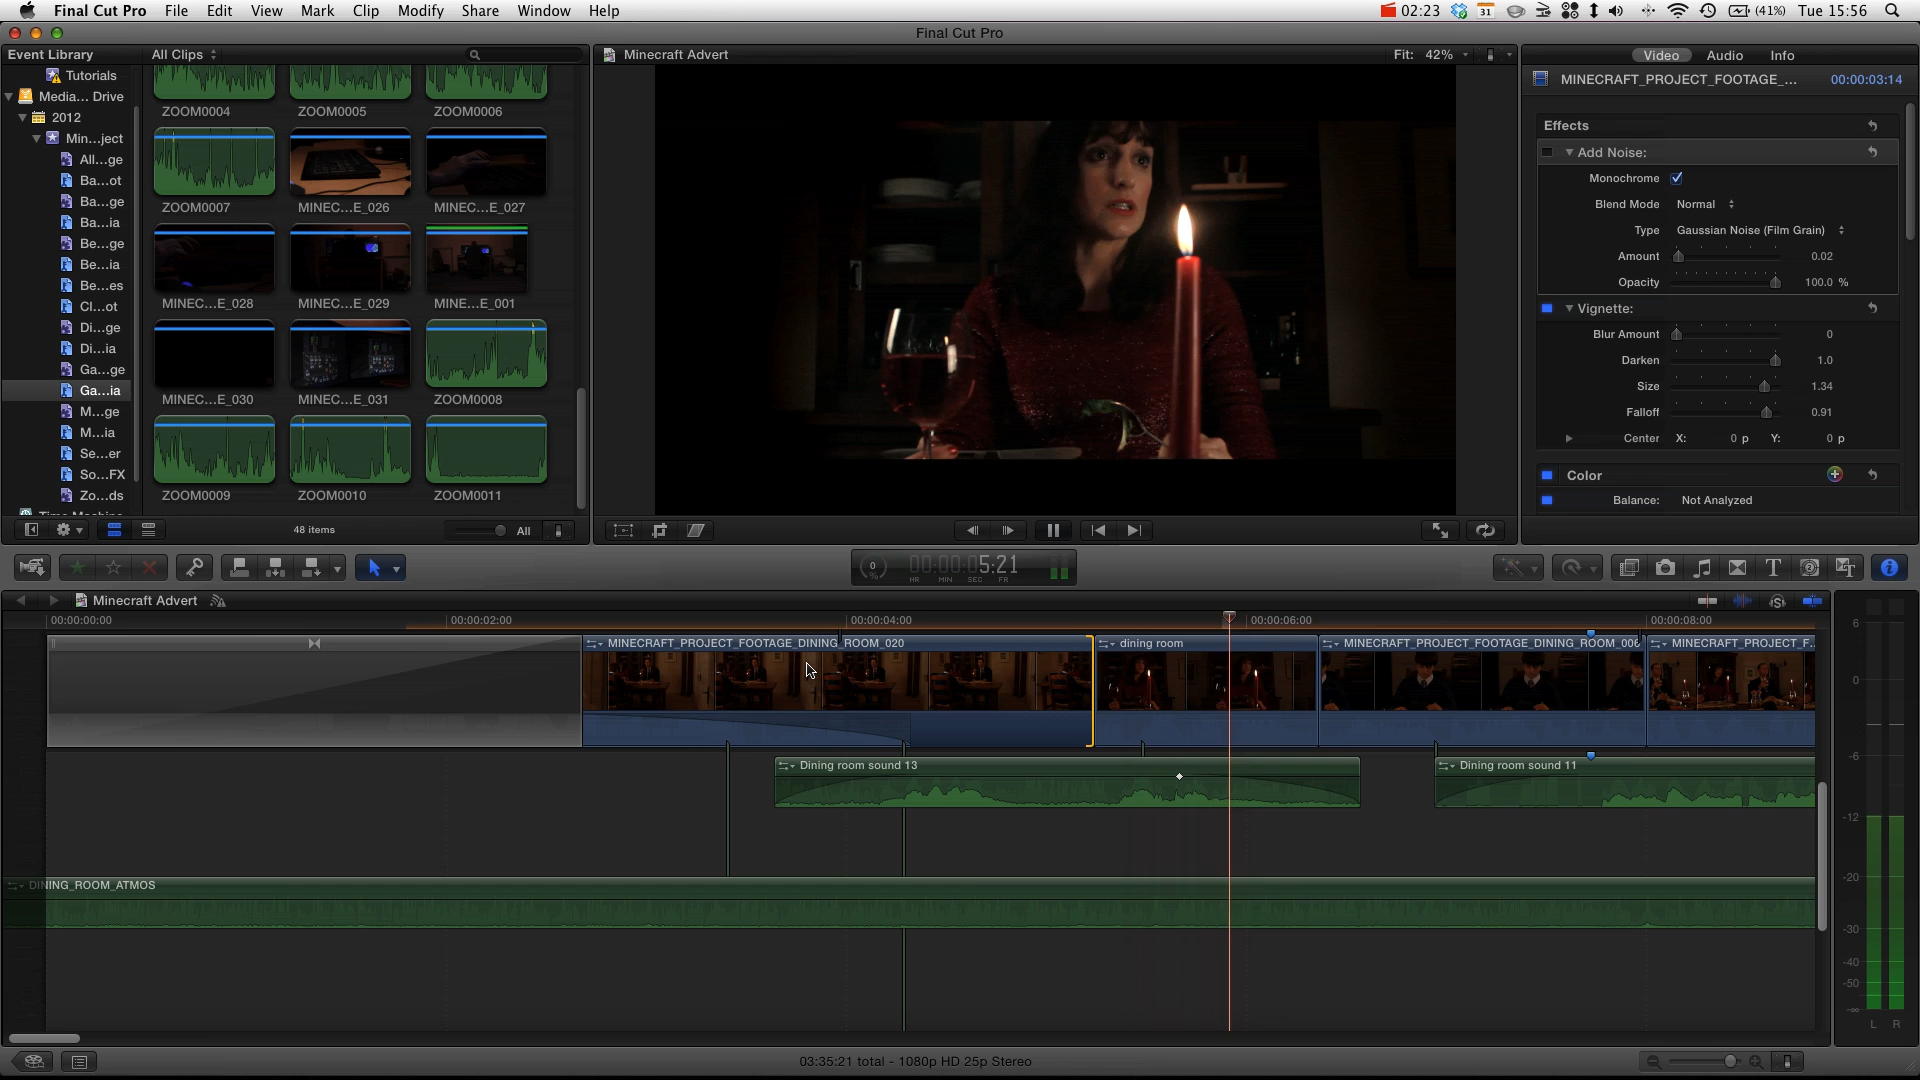 Final Cut Pro File Edit View Mark Clip Modify Share Window Help 02:23 31 (41%) Tue 15:56
Final Cut Pro
Event Library All Clips
Minecraft Advert Fit: 42%
Video Audio Info
Tutorials
Media... Drive
2012
Min...ject
All...ge
Ba...ot
Ba...ge
Ba...ia
Be...ge
Be...ia
Be...es
Cl...ot
Di...ge
Di...ia
Ga...ge
Ga...ia
M...ge
M...ia
Se...er
So...FX
Zo...ds
ZOOM0004 ZOOM0005 ZOOM0006
ZOOM0007 MINEC...E_026 MINEC...E_027
MINEC...E_028 MINEC...E_029 MINE...E_001
MINEC...E_030 MINEC...E_031 ZOOM0008
ZOOM0009 ZOOM0010 ZOOM0011
48 items All
MINECRAFT_PROJECT_FOOTAGE_... 00:00:03:14
Effects
Add Noise:
Monochrome
Blend Mode Normal
Type Gaussian Noise (Film Grain)
Amount 0.02
Opacity 100.0 %
Vignette:
Blur Amount 0
Darken 1.0
Size 1.34
Falloff 0.91
Center X: 0 p Y: 0 p
Color
Balance: Not Analyzed
0 % 00:00:05:21
HR MIN SEC FR
Minecraft Advert
00:00:00:00 00:00:02:00 00:00:04:00 00:00:06:00 00:00:08:00
MINECRAFT_PROJECT_FOOTAGE_DINING_ROOM_020 dining room MINECRAFT_PROJECT_FOOTAGE_DINING_ROOM_006 MINECRAFT_PROJECT_F...
Dining room sound 13 Dining room sound 11
DINING_ROOM_ATMOS
6
0
-6
-12
-20
-30
-40
-50
-∞
L R
03:35:21 total - 1080p HD 25p Stereo